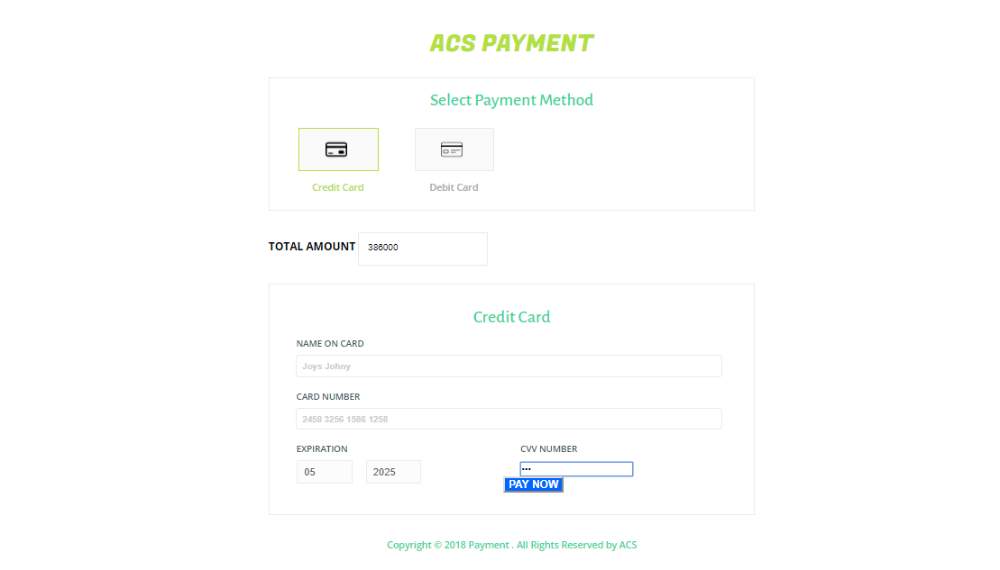 ACS PAYMENT
Select Payment Method
Credit Card Debit Card
TOTAL AMOUNT 386000
Credit Card
NAME ON CARD
Joys Johny
CARD NUMBER
2458 3256 1586 1258
EXPIRATION CVV NUMBER
05 2025 •••
PAY NOW
Copyright © 2018 Payment . All Rights Reserved by ACS